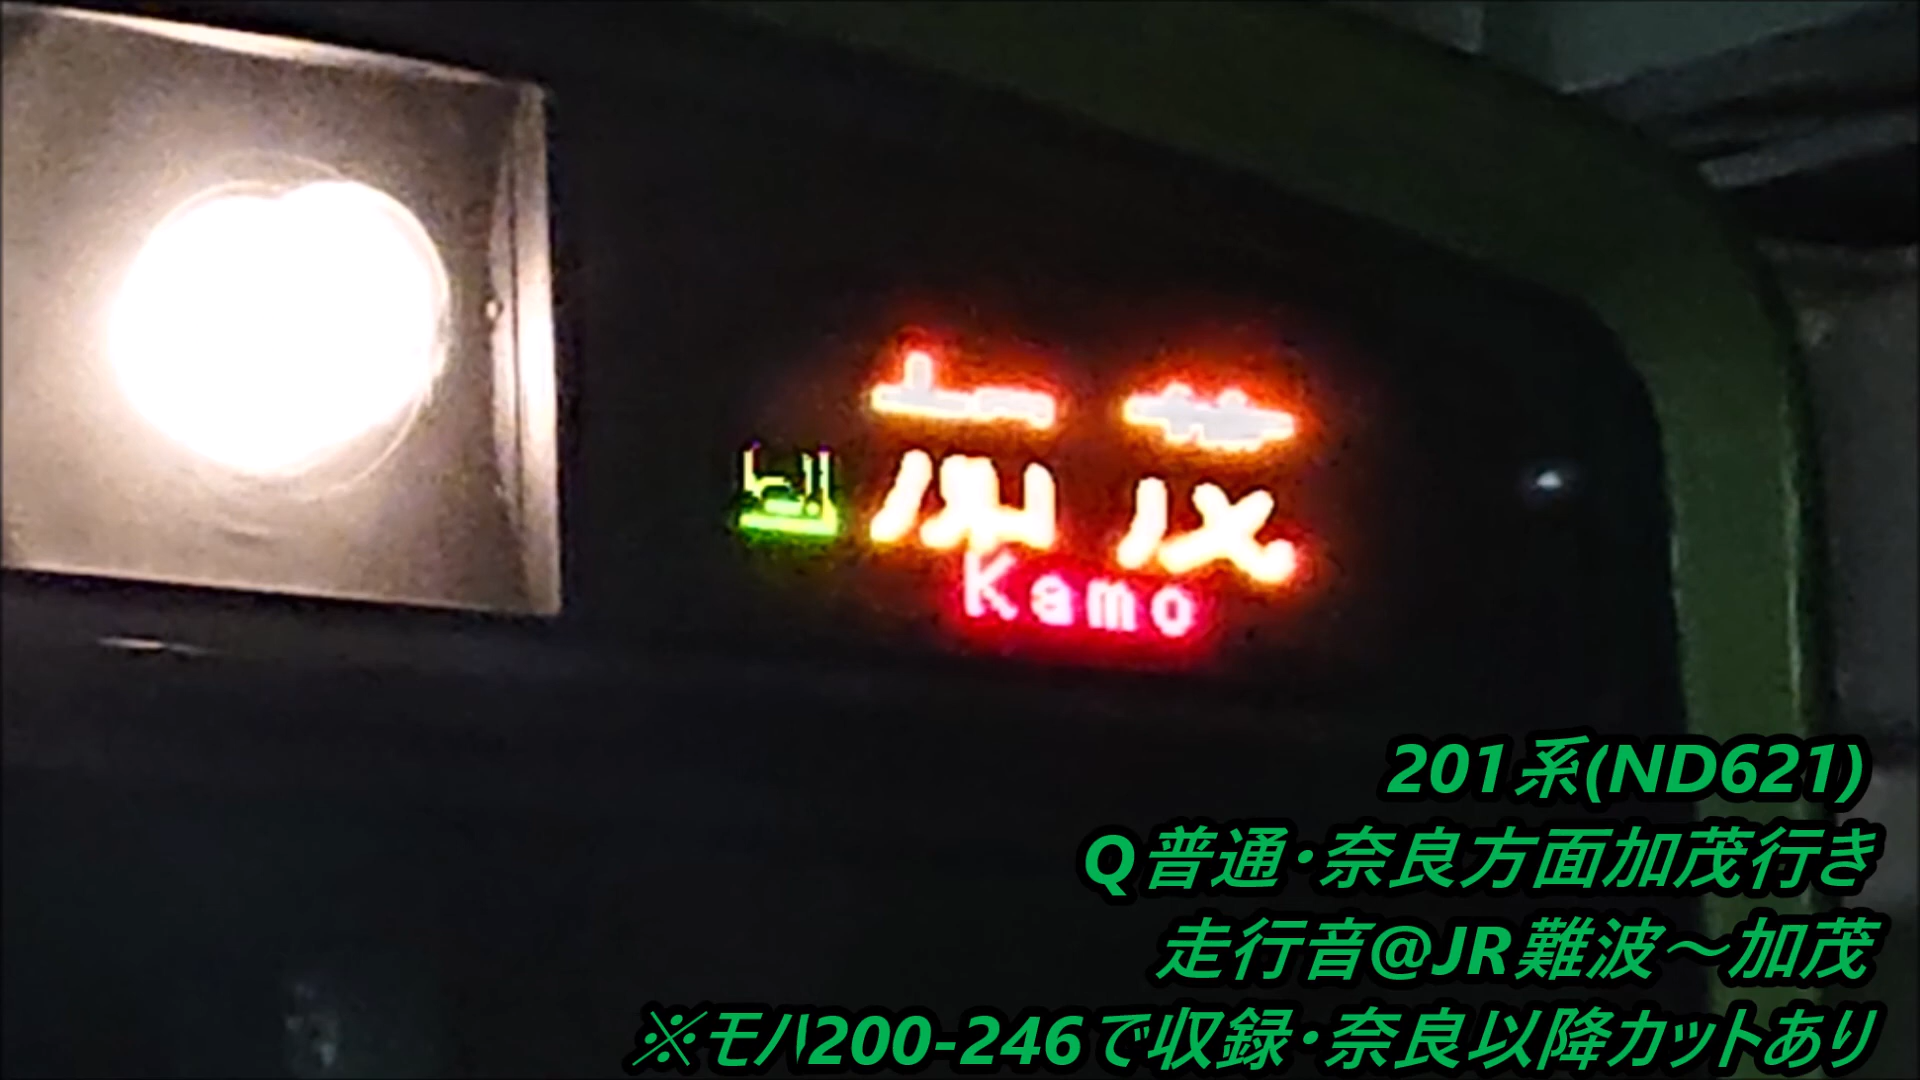 加茂
Kamo
201系(ND621)
Q普通・奈良方面加茂行き
走行音@JR難波～加茂
※モハ200-246で収録・奈良以降カットあり